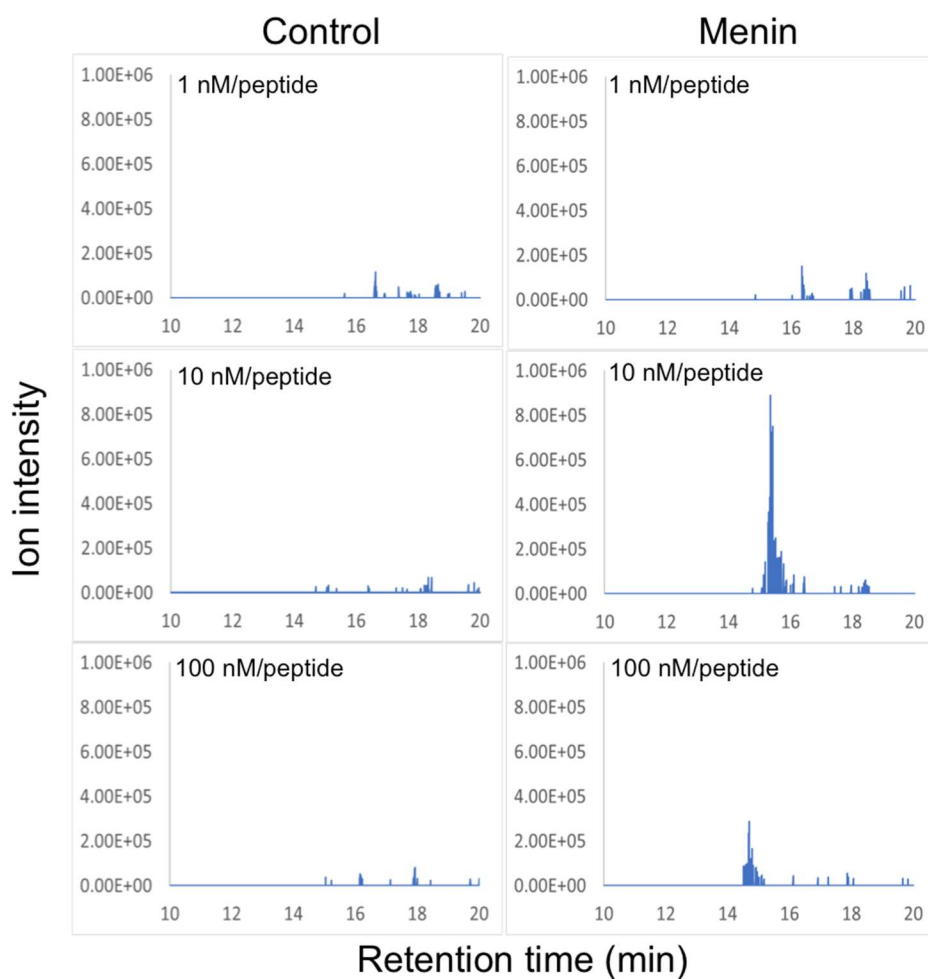 Control Menin
1 nM/peptide 1 nM/peptide
1.00E+06 1.00E+06
8.00E+05 8.00E+05
6.00E+05 6.00E+05
4.00E+05 4.00E+05
2.00E+05 2.00E+05
0.00E+00 0.00E+00
10 12 14 16 18 20 10 12 14 16 18 20
10 nM/peptide 10 nM/peptide
1.00E+06 1.00E+06
8.00E+05 8.00E+05
6.00E+05 6.00E+05
4.00E+05 4.00E+05
2.00E+05 2.00E+05
0.00E+00 0.00E+00
10 12 14 16 18 20 10 12 14 16 18 20
100 nM/peptide 100 nM/peptide
1.00E+06 1.00E+06
8.00E+05 8.00E+05
6.00E+05 6.00E+05
4.00E+05 4.00E+05
2.00E+05 2.00E+05
0.00E+00 0.00E+00
10 12 14 16 18 20 10 12 14 16 18 20
Ion intensity
Retention time (min)